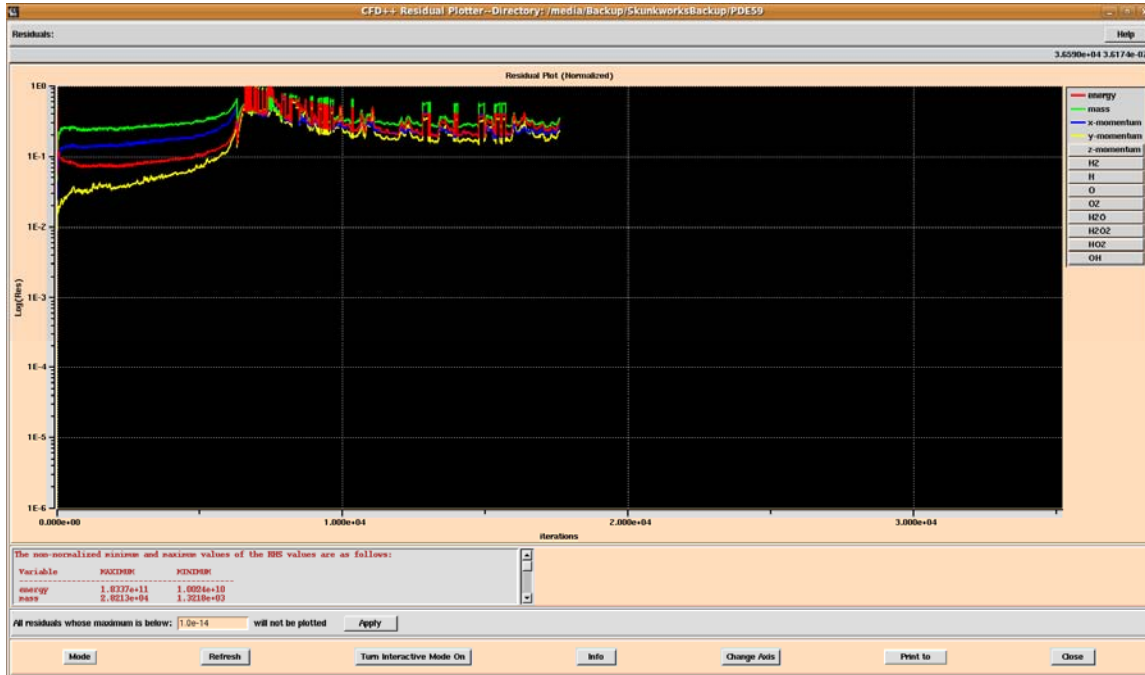 CFD++ Residual Plotter--Directory: /media/Backup/SkunkworksBackup/PDE59
Residuals:
Help
3.6590e+04 3.6174e-02
Residual Plot (Normalized)
1E0
1E-1
1E-2
1E-3
1E-4
1E-5
1E-6
Log(Res)
0.000e+00
1.000e+04
2.000e+04
3.000e+04
iterations
energy
mass
x-momentum
y-momentum
z-momentum
H2
H
O
O2
H2O
H2O2
HO2
OH
The non-normalized minimum and maximum values of the RHS values are as follows:
Variable MAXIMUM MINIMUM
energy 1.8337e+11 1.0024e+10
mass 2.0213e+04 1.3210e+03
All residuals whose maximum is below: 1.0e-14 will not be plotted Apply
Mode Refresh Turn Interactive Mode On Info Change Axis Print to Close